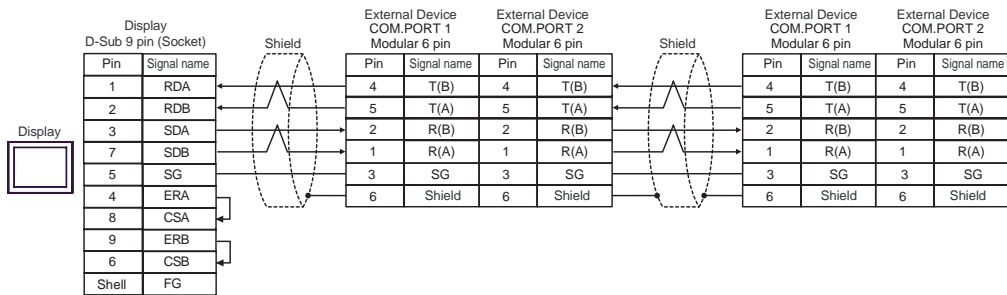 Display
D-Sub 9 pin (Socket)
Shield
External Device
COM.PORT 1
Modular 6 pin
External Device
COM.PORT 2
Modular 6 pin
Shield
External Device
COM.PORT 1
Modular 6 pin
External Device
COM.PORT 2
Modular 6 pin
Display
Pin Signal name Pin Signal name Pin Signal name Pin Signal name Pin Signal name
1 RDA 4 T(B) 4 T(B) 4 T(B) 4 T(B)
2 RDB 5 T(A) 5 T(A) 5 T(A) 5 T(A)
3 SDA 2 R(B) 2 R(B) 2 R(B) 2 R(B)
7 SDB 1 R(A) 1 R(A) 1 R(A) 1 R(A)
5 SG 3 SG 3 SG 3 SG 3 SG
4 ERA 6 Shield 6 Shield 6 Shield 6 Shield
8 CSA
9 ERB
6 CSB
Shell FG